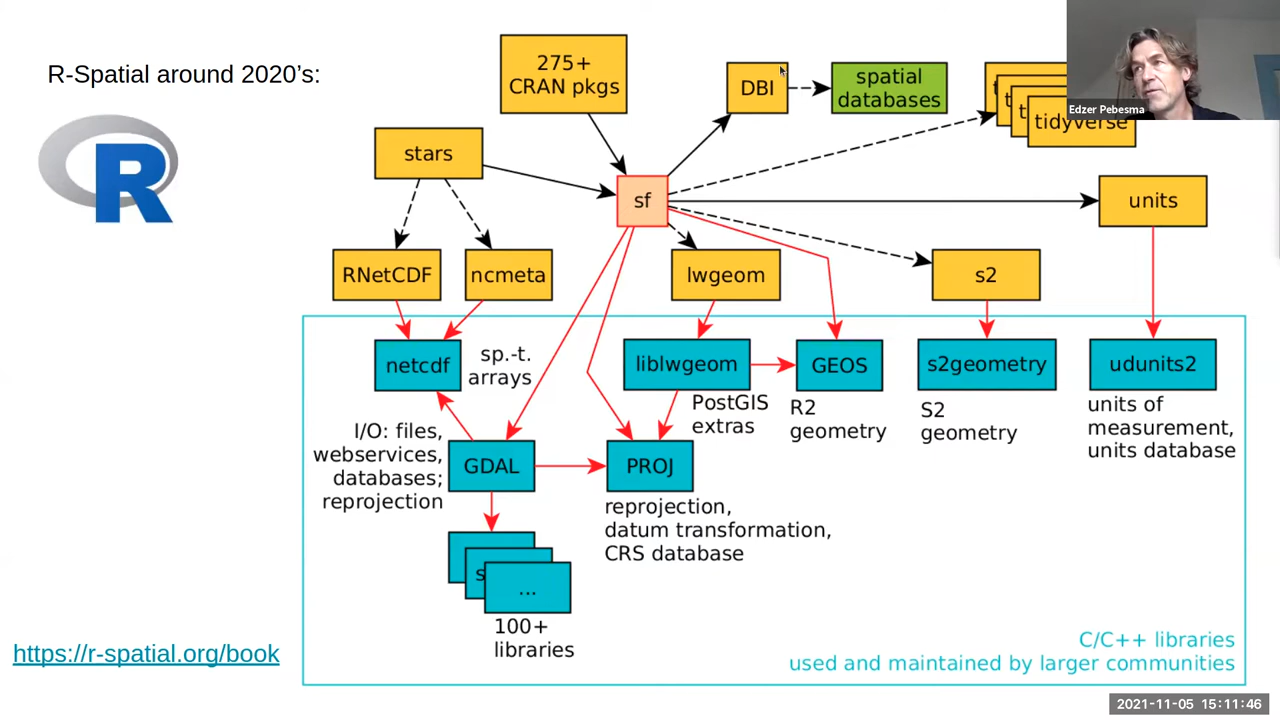 R-Spatial around 2020's:
275+
CRAN pkgs
DBI
spatial
databases
tidyverse
Edzer Pebesma
R
stars
sf
units
RNetCDF
ncmeta
lwgeom
s2
netcdf
sp.-t.
arrays
liblwgeom
PostGIS
extras
GEOS
R2
geometry
s2geometry
S2
geometry
udunits2
units of
measurement,
units database
I/O: files,
webservices,
databases;
reprojection
GDAL
PROJ
reprojection,
datum transformation,
CRS database
...
100+
libraries
https://r-spatial.org/book
C/C++ libraries
used and maintained by larger communities
2021-11-05 15:11:46